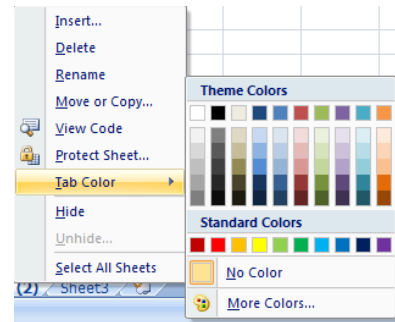 Insert...
Delete
Rename
Move or Copy...
View Code
Protect Sheet...
Tab Color
Hide
Unhide...
Select All Sheets
Theme Colors
Standard Colors
No Color
More Colors...
(2) Sheet3